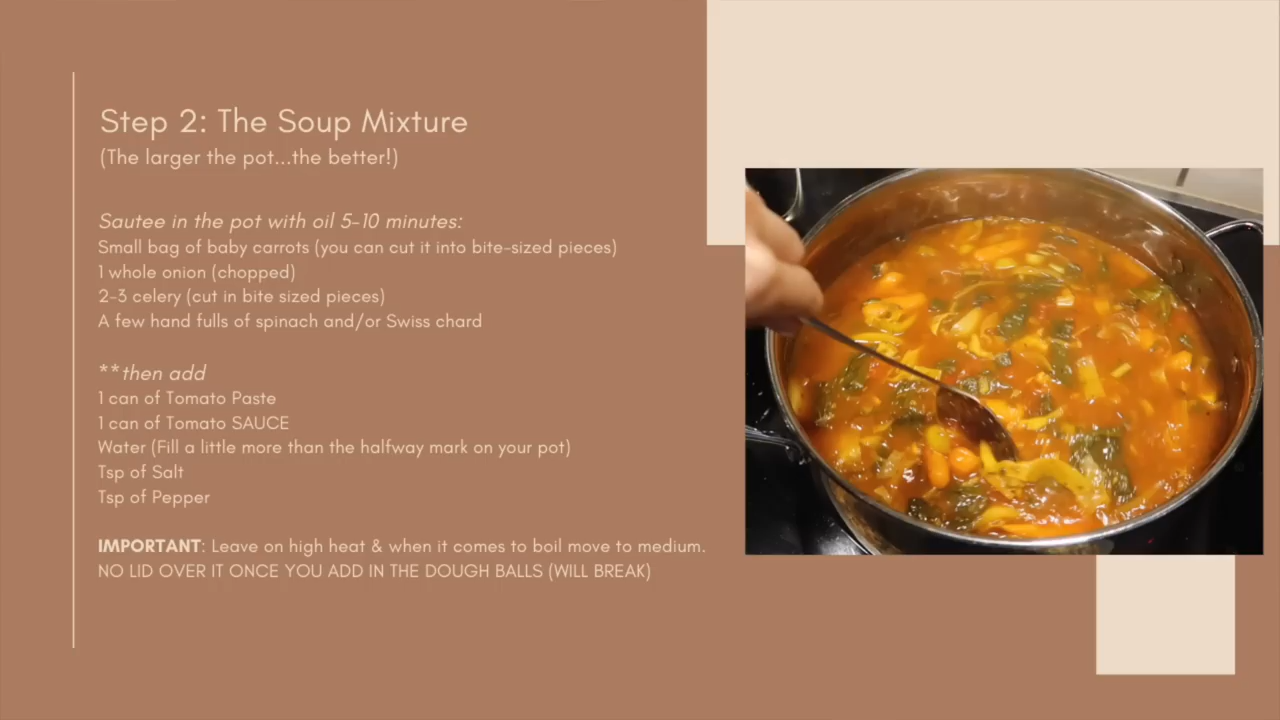 Step 2: The Soup Mixture
(The larger the pot...the better!)
Sautee in the pot with oil 5-10 minutes:
Small bag of baby carrots (you can cut it into bite-sized pieces)
1 whole onion (chopped)
2-3 celery (cut in bite sized pieces)
A few hand fulls of spinach and/or Swiss chard
**then add
1 can of Tomato Paste
1 can of Tomato SAUCE
Water (Fill a little more than the halfway mark on your pot)
Tsp of Salt
Tsp of Pepper
IMPORTANT: Leave on high heat & when it comes to boil move to medium.
NO LID OVER IT ONCE YOU ADD IN THE DOUGH BALLS (WILL BREAK)